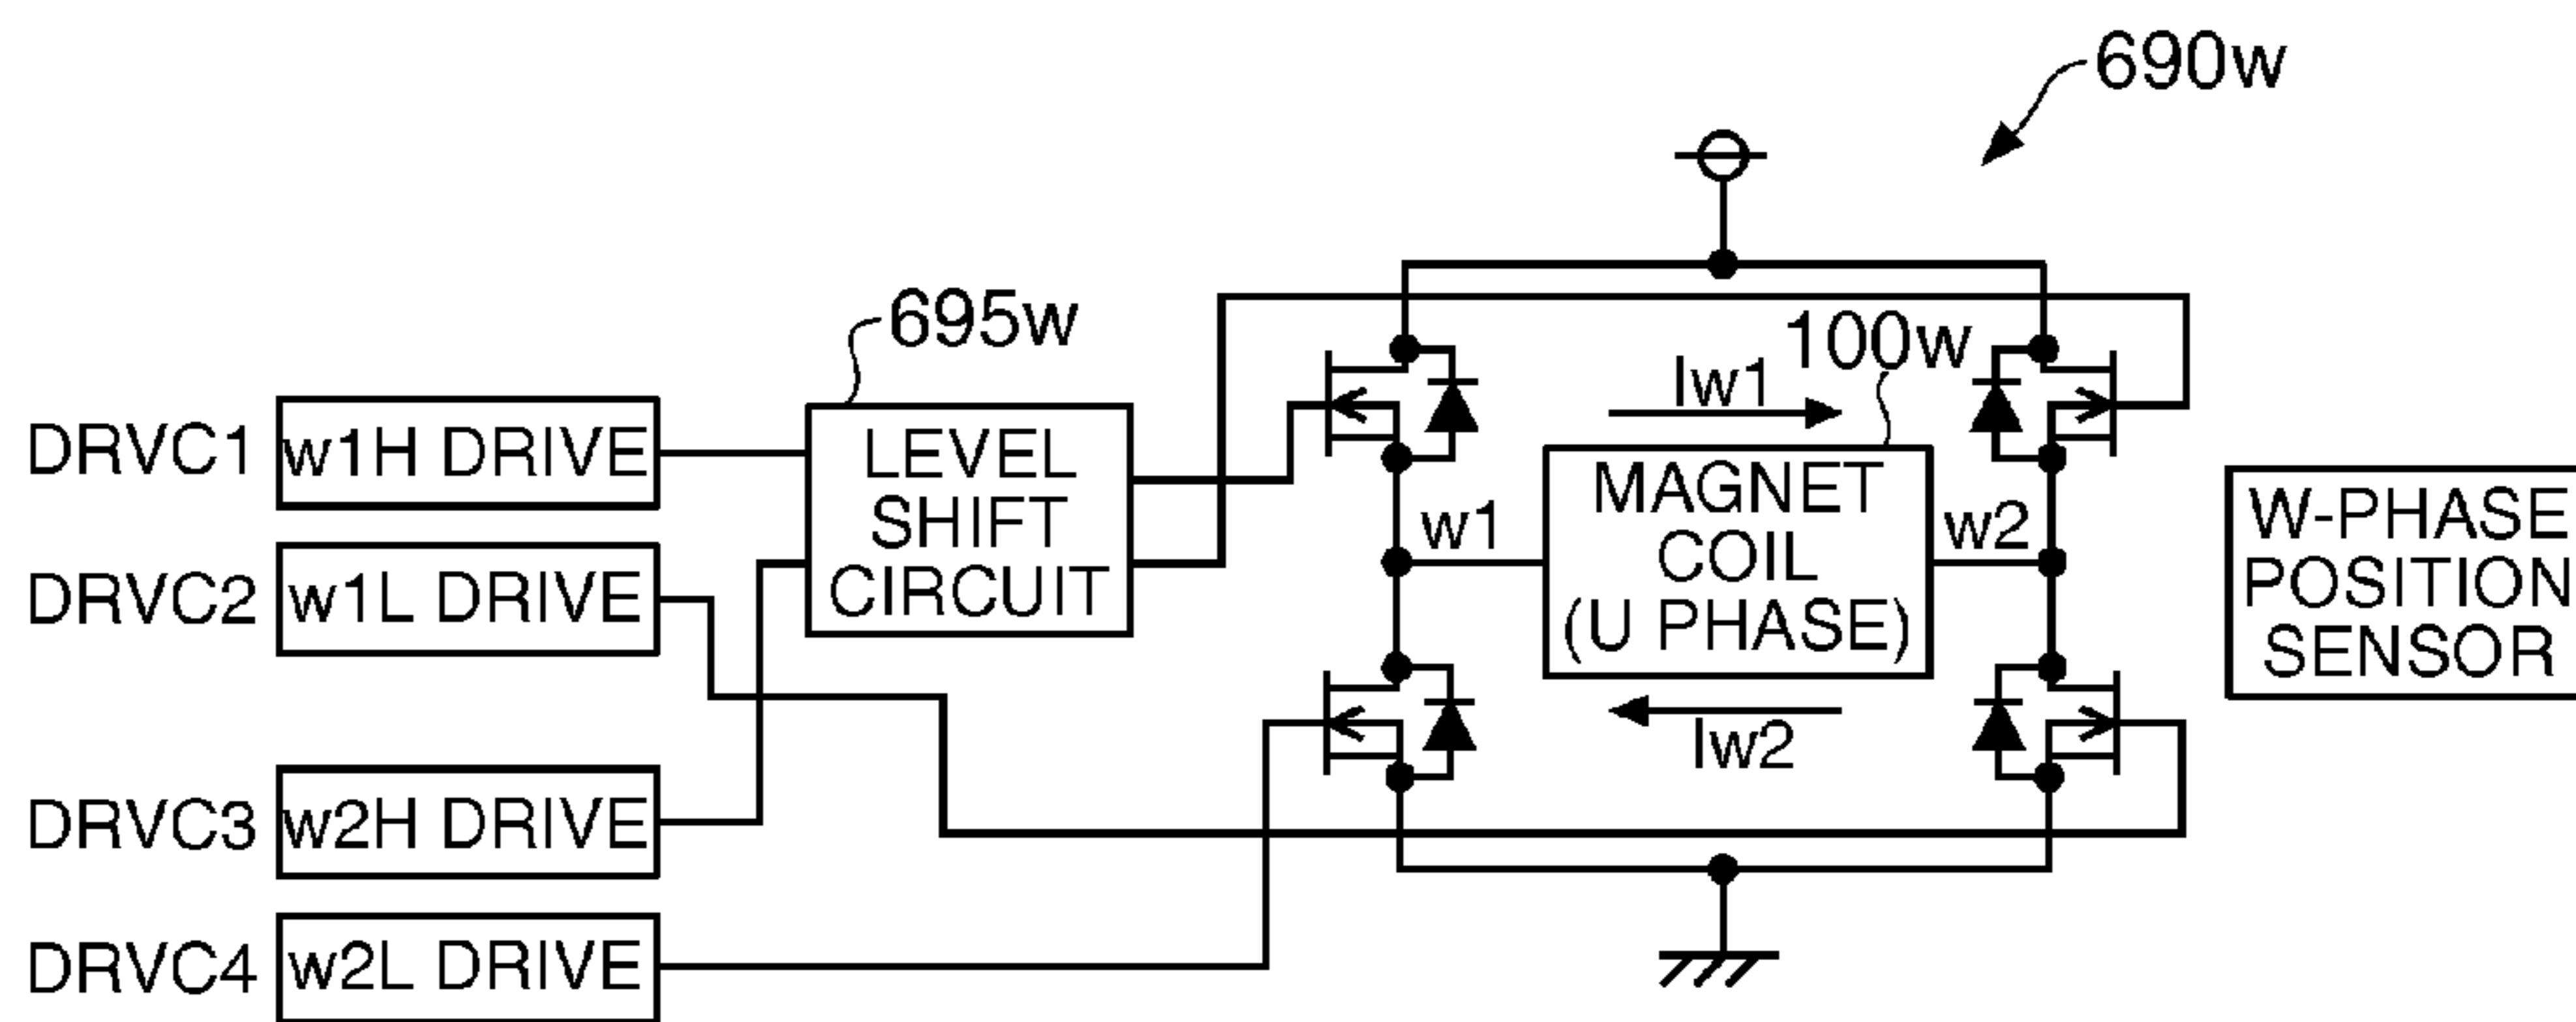 690w
695w
100w
Iw1
DRVC1
w1H DRIVE
LEVEL
SHIFT
CIRCUIT
MAGNET
COIL
(U PHASE)
w1
w2
W-PHASE
POSITION
SENSOR
DRVC2
w1L DRIVE
Iw2
DRVC3
w2H DRIVE
DRVC4
w2L DRIVE